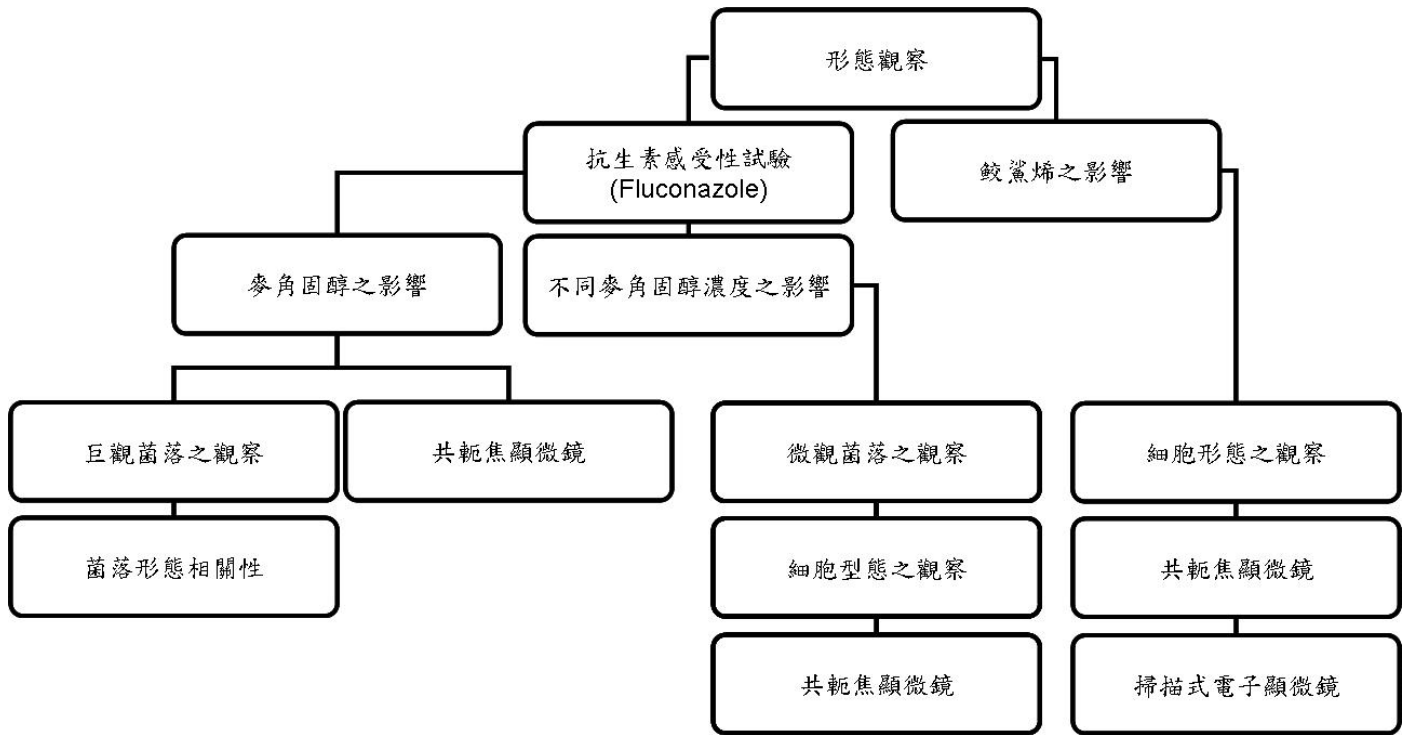 形態觀察
抗生素感受性試驗
(Fluconazole)
鮫鯊烯之影響
麥角固醇之影響
不同麥角固醇濃度之影響
巨觀菌落之觀察
共軛焦顯微鏡
微觀菌落之觀察
細胞形態之觀察
菌落形態相關性
細胞型態之觀察
共軛焦顯微鏡
共軛焦顯微鏡
掃描式電子顯微鏡